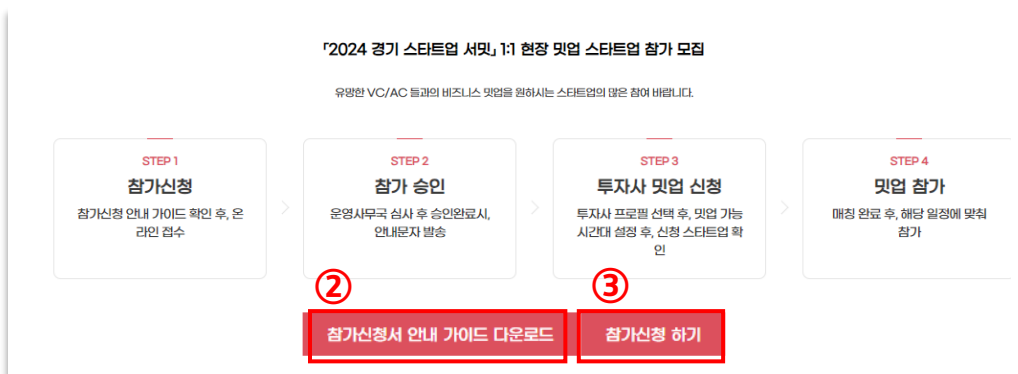 「2024 경기 스타트업 서밋」 1:1 현장 밋업 스타트업 참가 모집
유망한 VC/AC 들과의 비즈니스 밋업을 원하시는 스타트업의 많은 참여 바랍니다.
STEP 1
참가신청
참가신청 안내 가이드 확인 후, 온
라인 접수
STEP 2
참가 승인
운영사무국 심사 후 승인완료시,
안내문자 발송
STEP 3
투자사 밋업 신청
투자사 프로필 선택 후, 밋업 가능
시간대 설정 후, 신청 스타트업 확
인
STEP 4
밋업 참가
매칭 완료 후, 해당 일정에 맞춰
참가
②
참가신청서 안내 가이드 다운로드
③
참가신청 하기